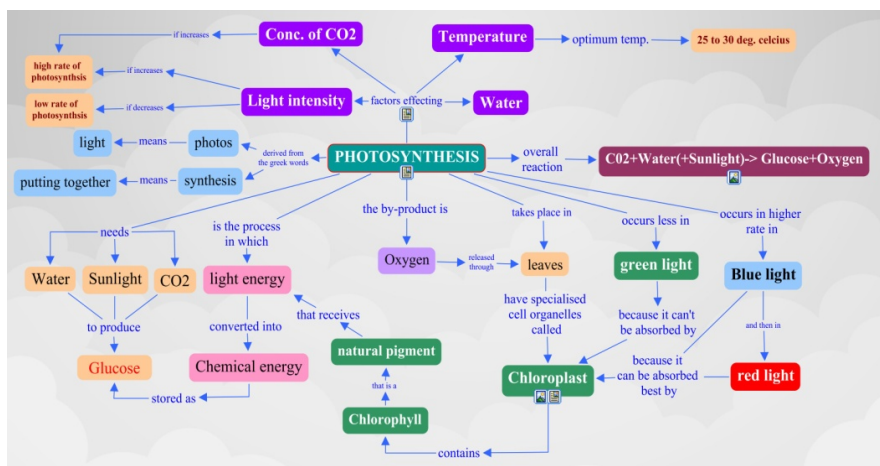 Conc. of CO2
Temperature
optimum temp.
25 to 30 deg. celcius
if increases
high rate of
photosynthsis
if increases
low rate of
photosynthsis
if decreases
Light intensity
factors effecting
Water
light
means
photos
derived from
the greek words
putting together
means
synthesis
PHOTOSYNTHESIS
overall
reaction
C02+Water(+Sunlight)-> Glucose+Oxygen
needs
is the process
in which
the by-product is
takes place in
occurs less in
occurs in higher
rate in
Water
Sunlight
CO2
light energy
Oxygen
released
through
leaves
green light
Blue light
to produce
converted into
that receives
have specialised
cell organelles
called
because it can't
be absorbed by
and then in
natural pigment
Glucose
Chemical energy
that is a
Chloroplast
because it
can be absorbed
best by
red light
stored as
Chlorophyll
contains